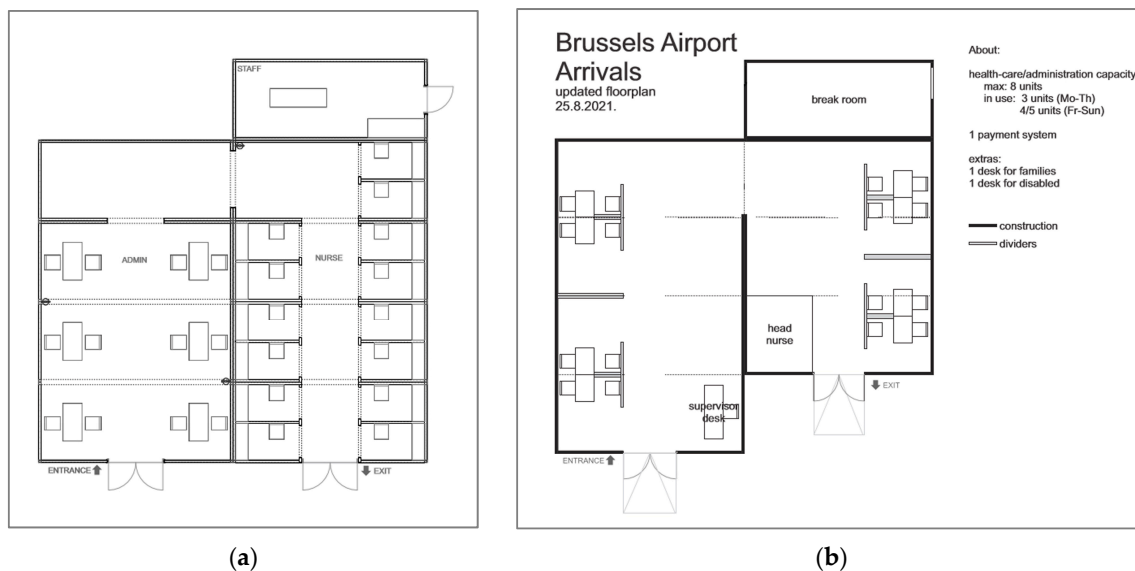 STAFF
ADMIN
NURSE
ENTRANCE
EXIT
(a)
Brussels Airport
Arrivals
updated floorplan
25.8.2021.
break room
head
nurse
supervisor
desk
EXIT
ENTRANCE
About:
health-care/administration capacity
max: 8 units
in use: 3 units (Mo-Th)
4/5 units (Fr-Sun)
1 payment system
extras:
1 desk for families
1 desk for disabled
construction
dividers
(b)